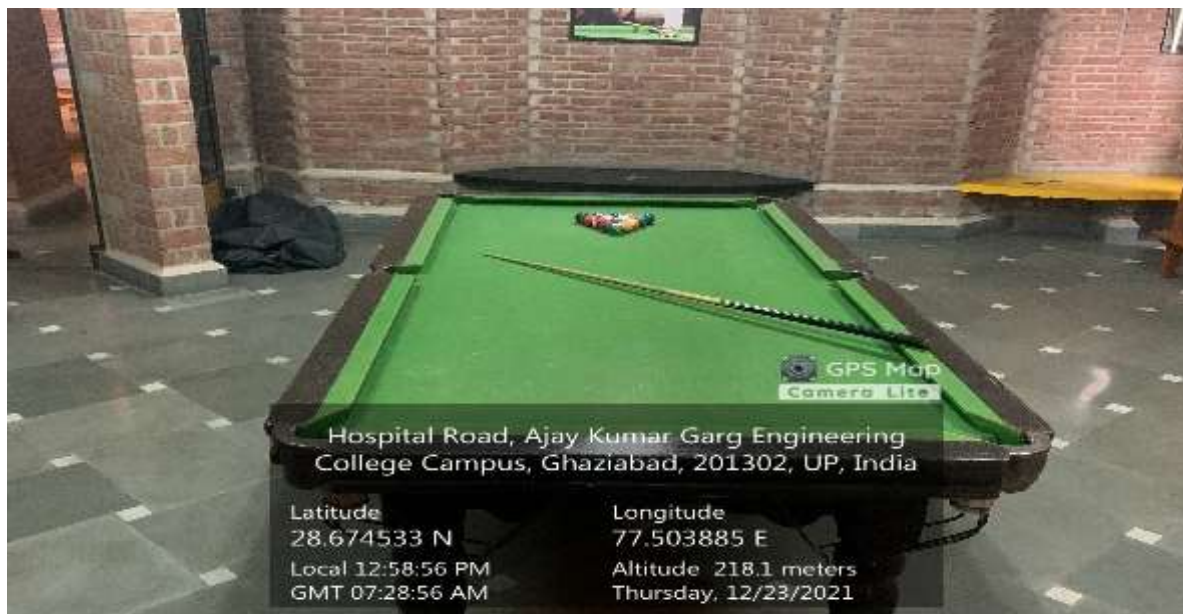 GPS Map
Camera Lite
Hospital Road, Ajay Kumar Garg Engineering
College Campus, Ghaziabad, 201302, UP, India
Latitude
28.674533 N
Longitude
77.503885 E
Local 12:58:56 PM
GMT 07:28:56 AM
Altitude 218.1 meters
Thursday, 12/23/2021